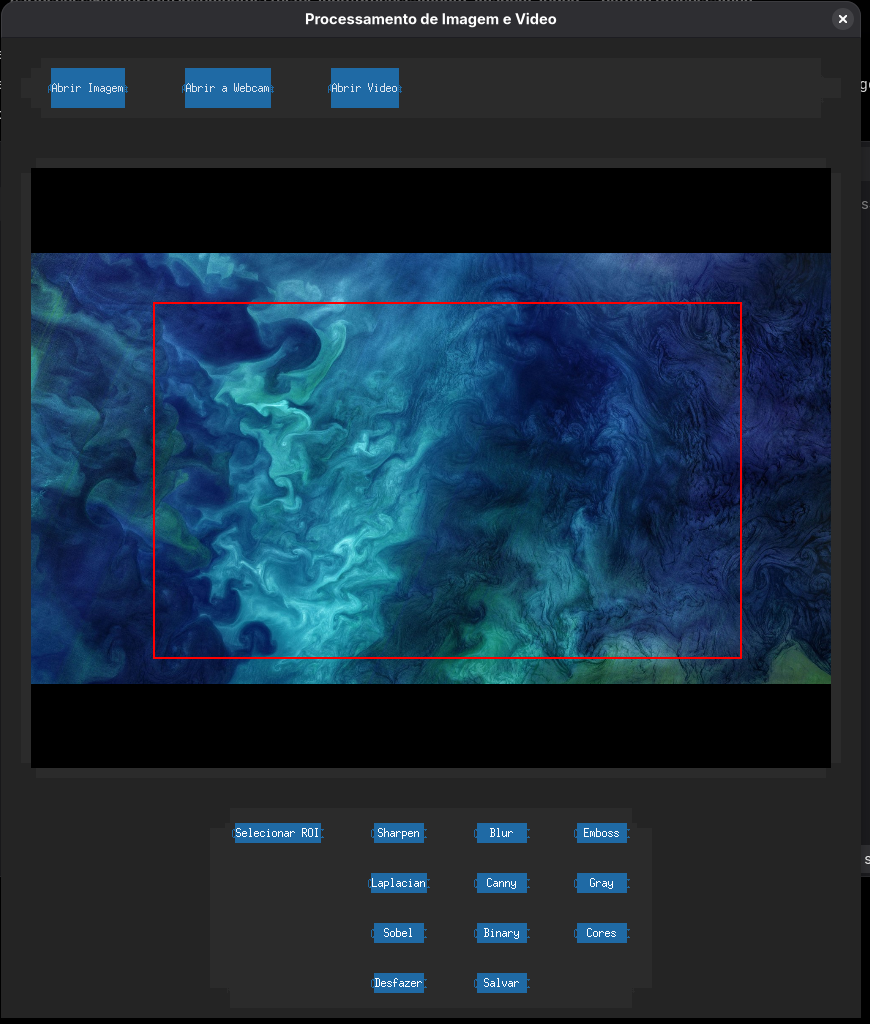 Processamento de Imagem e Video
Abrir Imagem
Abrir a Webcam
Abrir Video
Selecionar ROI
Sharpen
Blur
Emboss
Laplacian
Canny
Gray
Sobel
Binary
Cores
Desfazer
Salvar